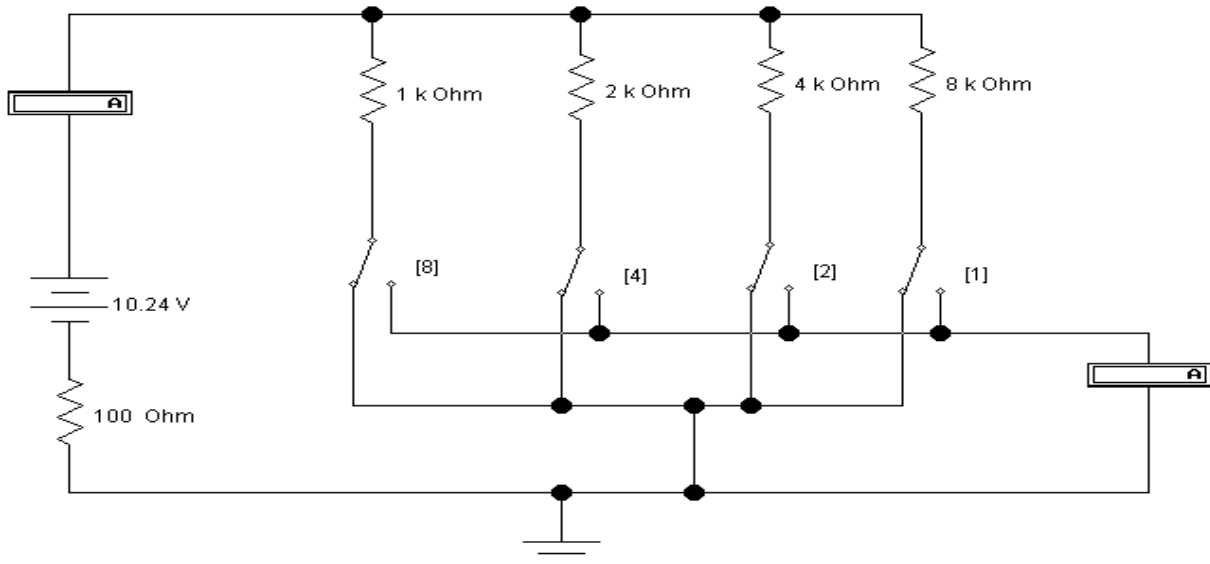 1 k Ohm
2 k Ohm
4 k Ohm
8 k Ohm
A
[8]
[4]
[2]
[1]
10.24 V
A
100 Ohm